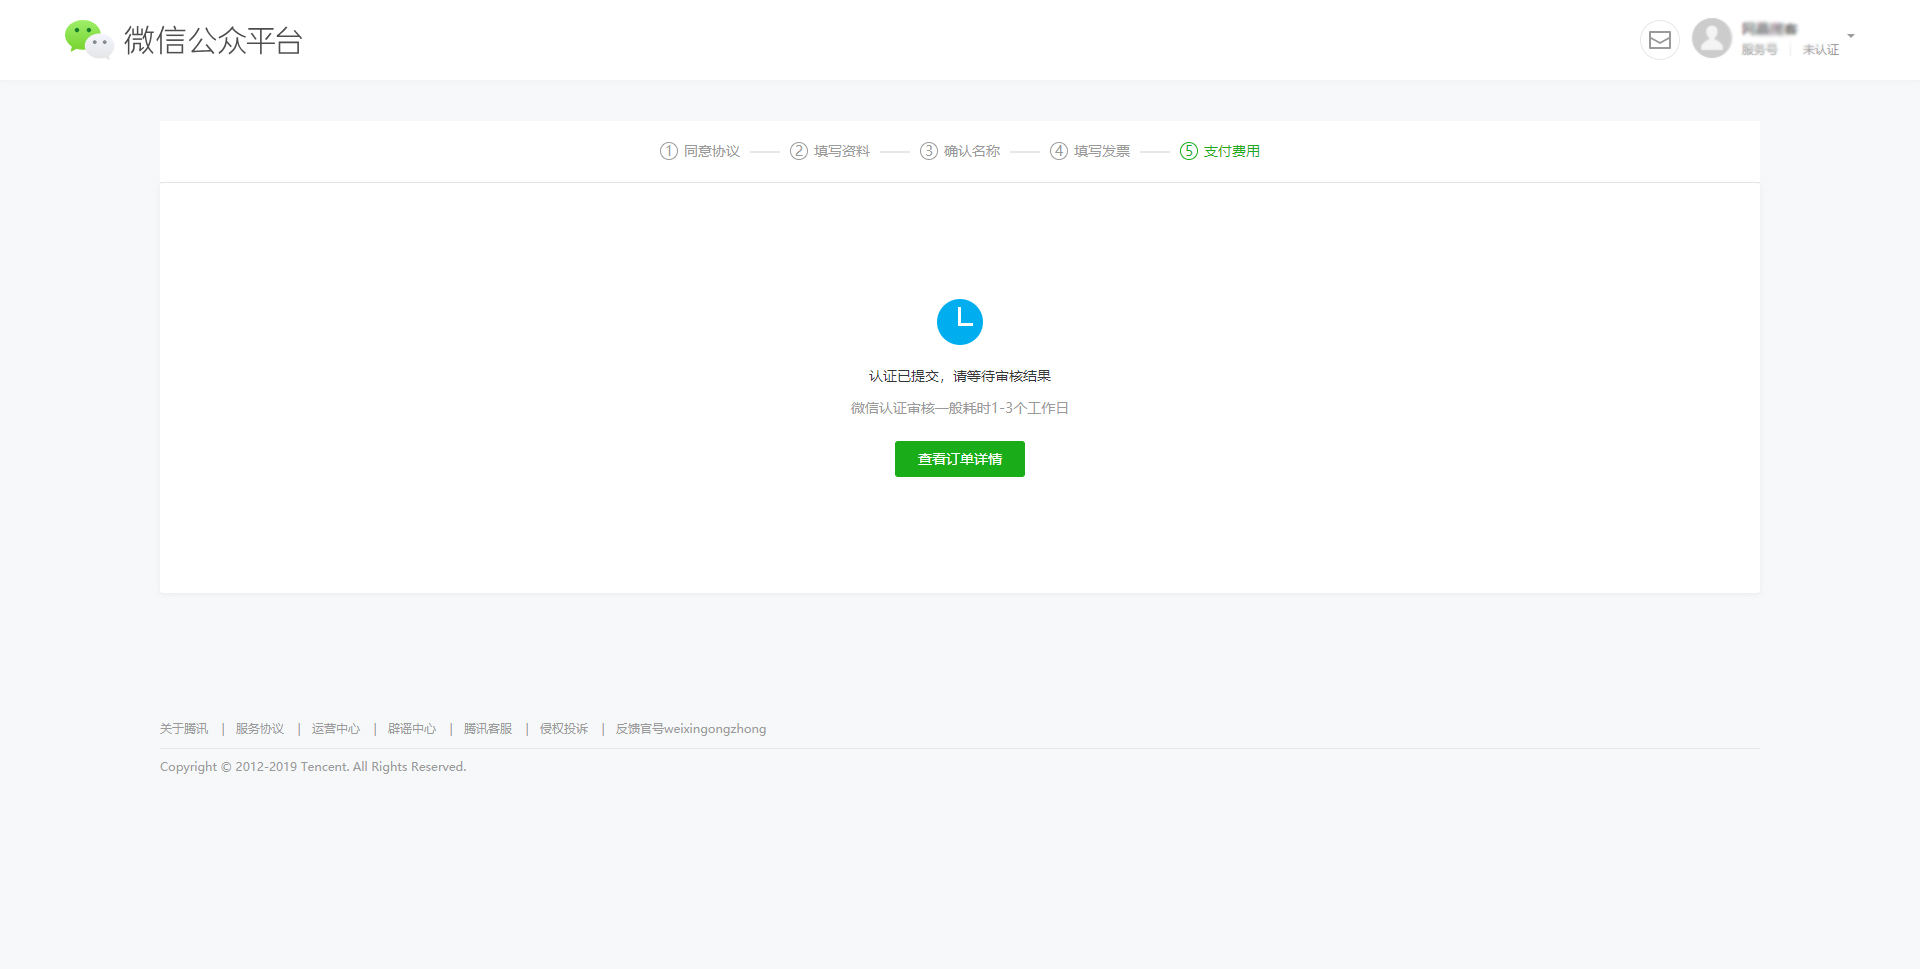 微信公众平台
服务号 未认证
① 同意协议 ② 填写资料 ③ 确认名称 ④ 填写发票 ⑤ 支付费用
认证已提交，请等待审核结果
微信认证审核一般耗时1-3个工作日
查看订单详情
关于腾讯 | 服务协议 | 运营中心 | 辟谣中心 | 腾讯客服 | 侵权投诉 | 反馈官号weixingongzhong
Copyright © 2012-2019 Tencent. All Rights Reserved.